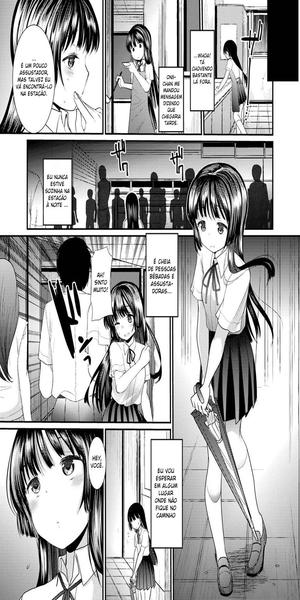 WHOA!
TÁ
CHOVENDO
BASTANTE
LÁ FORA.
ONII-
CHAN ME
MANDOU
MENSAGEM
DIZENDO
QUE
CHEGARIA
TARDE.
É UM POUCO
ASSUSTADOR,
MAS TALVEZ EU
VÁ ENCONTRÁ-LO
NA ESTAÇÃO.
EU NUNCA
ESTIVE
SOZINHA NA
ESTAÇÃO
À NOITE ...
É CHEIA
DE PESSOAS
BÊBADAS E
ASSUSTA-
DORAS...
AH!
SINTO
MUITO!
EU VOU
ESPERAR
EM ALGUM
LUGAR
ONDE NÃO
FIQUE NO
CAMINHO
HEY,
VOCÊ.